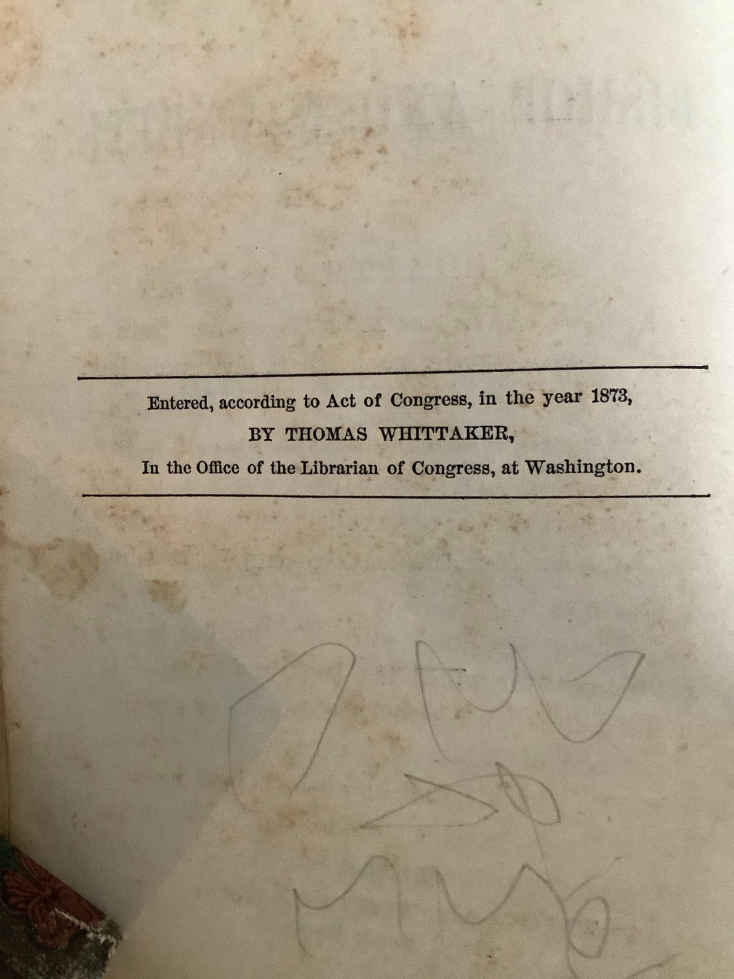 Entered, according to Act of Congress, in the year 1873,
BY THOMAS WHITTAKER,
In the Office of the Librarian of Congress, at Washington.